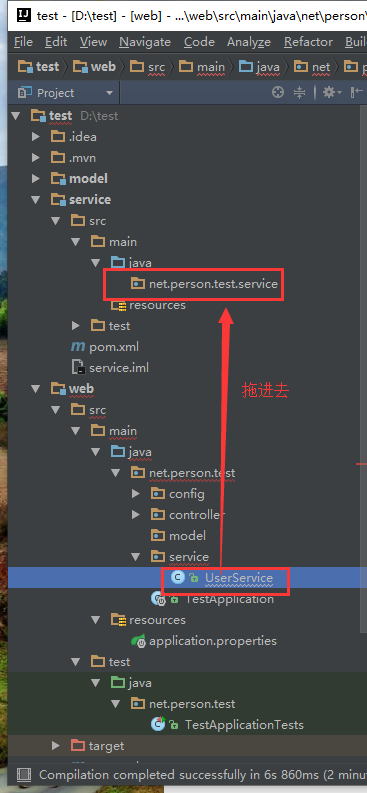 test - [D:\test] - [web] - ...\web\src\main\java\net\person\
File Edit View Navigate Code Analyze Refactor Buil
test web src main java net p
Project
test D:\test
.idea
.mvn
model
service
src
main
java
net.person.test.service
resources
test
pom.xml
service.iml
拖进去
web
src
main
java
net.person.test
config
controller
model
service
UserService
TestApplication
resources
application.properties
test
java
net.person.test
TestApplicationTests
target
Compilation completed successfully in 6s 860ms (2 minut